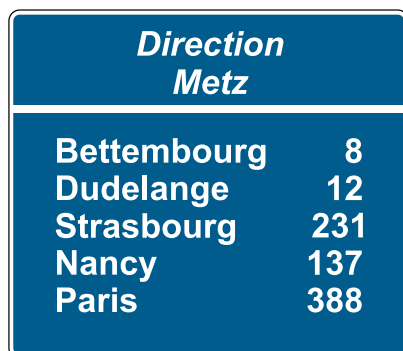 Direction
Metz
Bettembourg 8
Dudelange 12
Strasbourg 231
Nancy 137
Paris 388